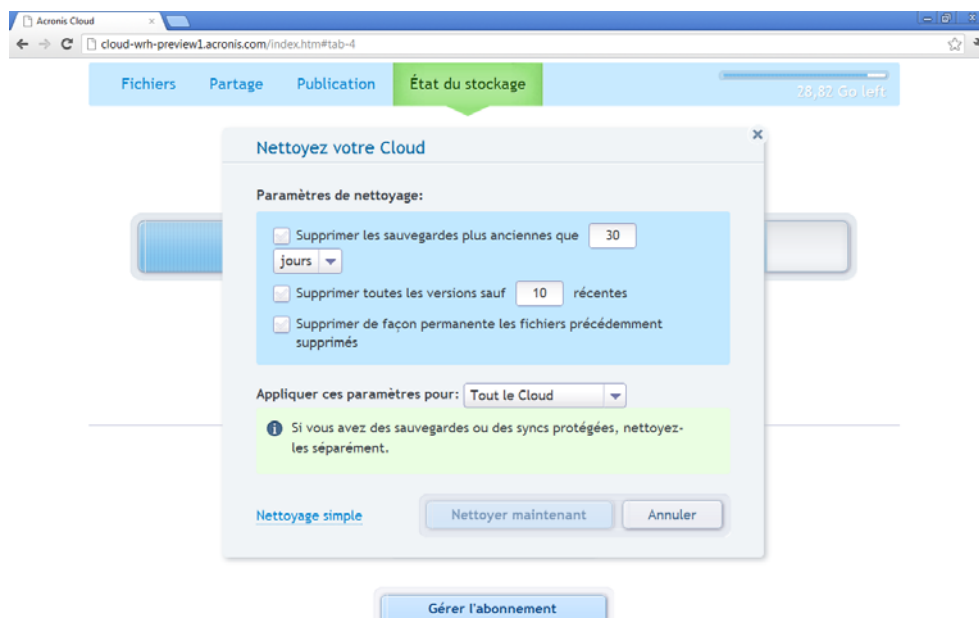 Acronis Cloud
cloud-wrh-preview1.acronis.com/index.htm#tab-4
Fichiers Partage Publication État du stockage
28,82 Go left
Nettoyez votre Cloud
Paramètres de nettoyage:
Supprimer les sauvegardes plus anciennes que 30
jours
Supprimer toutes les versions sauf 10 récentes
Supprimer de façon permanente les fichiers précédemment
supprimés
Appliquer ces paramètres pour: Tout le Cloud
Si vous avez des sauvegardes ou des syncs protégées, nettoyez-
les séparément.
Nettoyage simple Nettoyer maintenant Annuler
Gérer l'abonnement